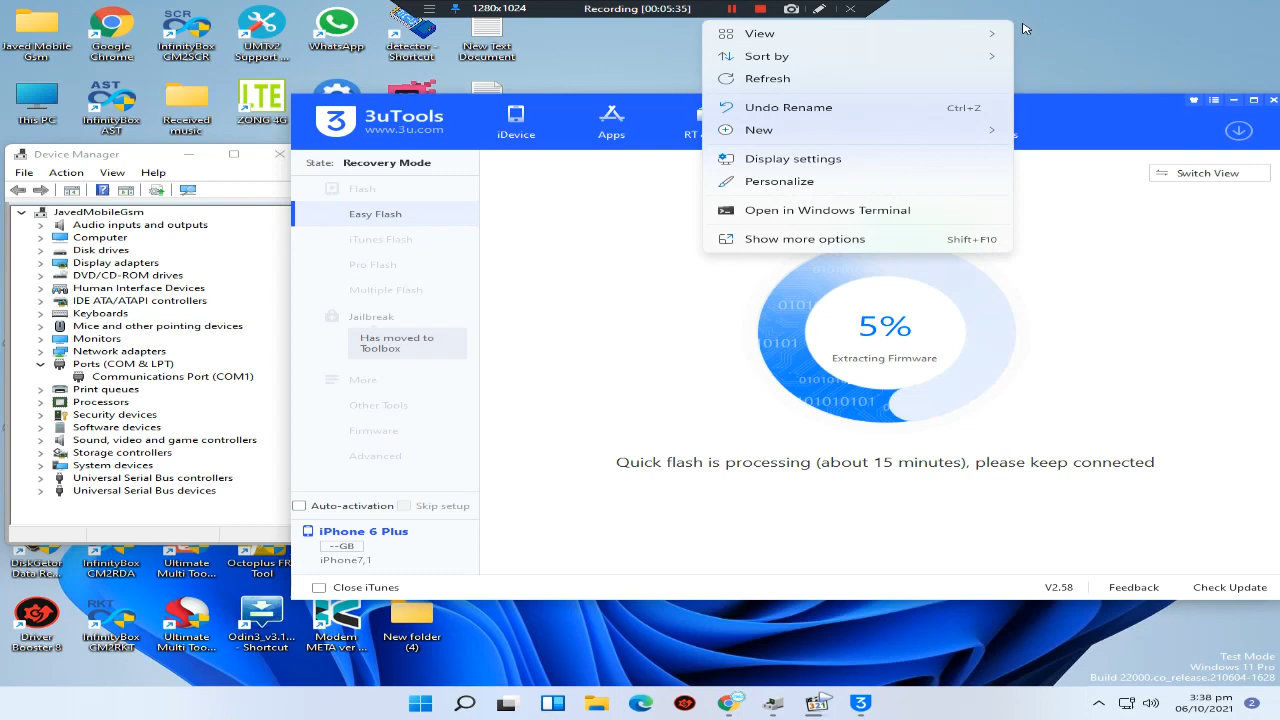 1280x1024
Recording [00:05:35]
Javed Mobile
Gsm
Google
Chrome
InfinityBox
CM2SCR
UMTv2
Support ...
WhatsApp
detector -
Shortcut
New Text
Document
This PC
InfinityBox
AST
Received
music
ZONG 4G
View
Sort by
Refresh
Undo Rename
Ctrl+Z
New
Display settings
Personalize
Open in Windows Terminal
Show more options
Shift+F10
Device Manager
File
Action
View
Help
JavedMobileGsm
Audio inputs and outputs
Computer
Disk drives
Display adapters
DVD/CD-ROM drives
Human Interface Devices
IDE ATA/ATAPI controllers
Keyboards
Mice and other pointing devices
Monitors
Network adapters
Ports (COM & LPT)
Communications Port (COM1)
Print queues
Processors
Security devices
Software devices
Sound, video and game controllers
Storage controllers
System devices
Universal Serial Bus controllers
Universal Serial Bus devices
3uTools
www.3u.com
iDevice
Apps
State: Recovery Mode
Switch View
Flash
Easy Flash
iTunes Flash
Pro Flash
Multiple Flash
Jailbreak
Has moved to
Toolbox
More
Other Tools
Firmware
Advanced
5%
Extracting Firmware
Quick flash is processing (about 15 minutes), please keep connected
Auto-activation
Skip setup
iPhone 6 Plus
--GB
iPhone7,1
Close iTunes
V2.58
Feedback
Check Update
DiskGetor
Data Re...
InfinityBox
CM2RDA
Ultimate
Multi Too...
Octoplus FR
Tool
Driver
Booster 8
InfinityBox
CM2RKT
Ultimate
Multi Too...
Odin3_v3.1...
- Shortcut
Modem
META ver ...
New folder
(4)
Test Mode
Windows 11 Pro
Build 22000.co_release.210604-1628
3:38 pm
06/10/2021
2